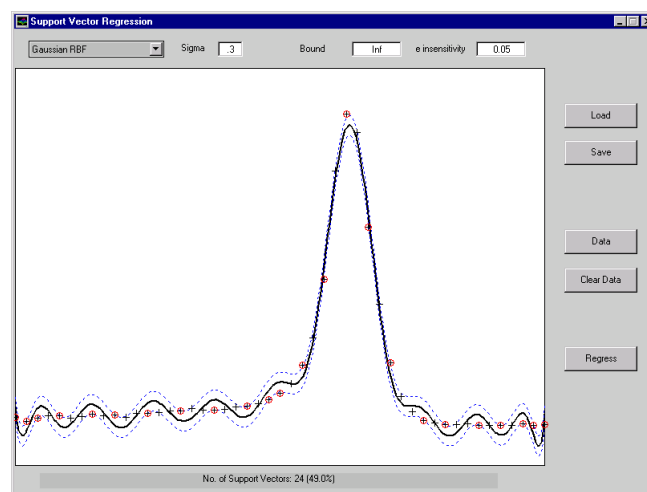 Support Vector Regression
Gaussian RBF
Sigma
.3
Bound
Inf
e insensitivity
0.05
Load
Save
Data
Clear Data
Regress
No. of Support Vectors: 24 (49.0%)